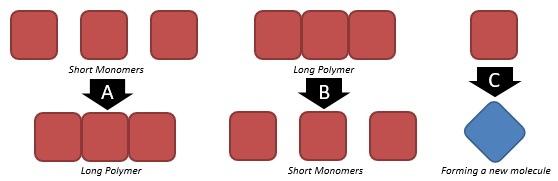 Short Monomers
A
Long Polymer
Long Polymer
B
Short Monomers
C
Forming a new molecule